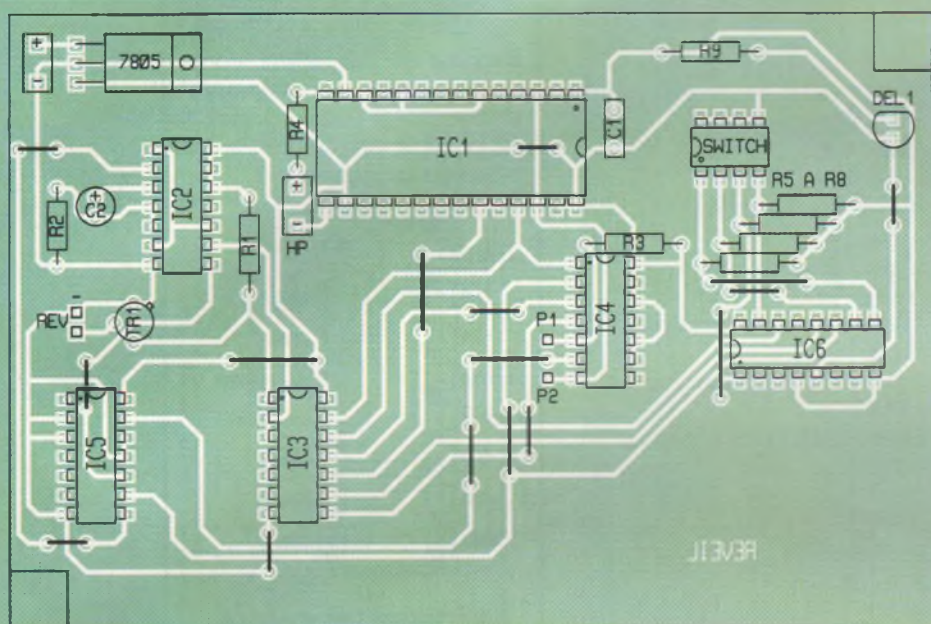 +
-
7805
R9
DEL1
R4
IC1
C1
SWITCH
R5 A R8
+
C2
R2
IC2
R1
+
-
HP
R3
-
REV
TR1
P1
IC4
P2
IC6
IC5
IC3
REVEIL